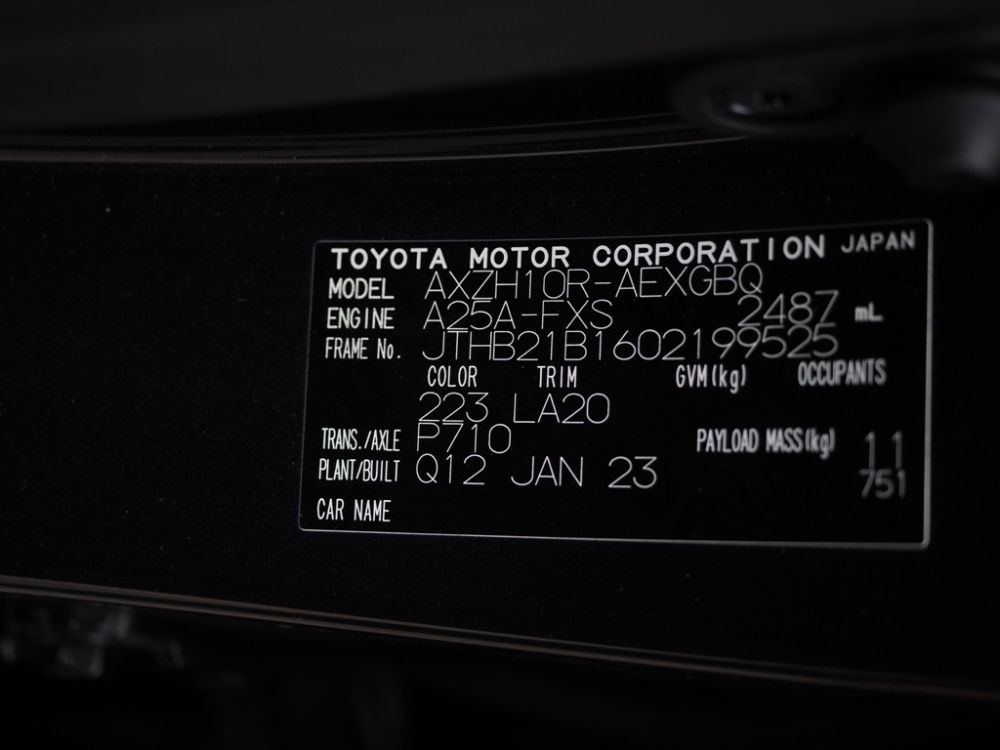 TOYOTA MOTOR CORPORATION JAPAN
MODEL AXZH10R-AEXGBQ
ENGINE A25A-FXS 2487 mL
FRAME No. JTHB21B1602199525
COLOR TRIM GVM(kg) OCCUPANTS
223 LA20
TRANS./AXLE P710 PAYLOAD MASS(kg) 11
PLANT/BUILT Q12 JAN 23 751
CAR NAME